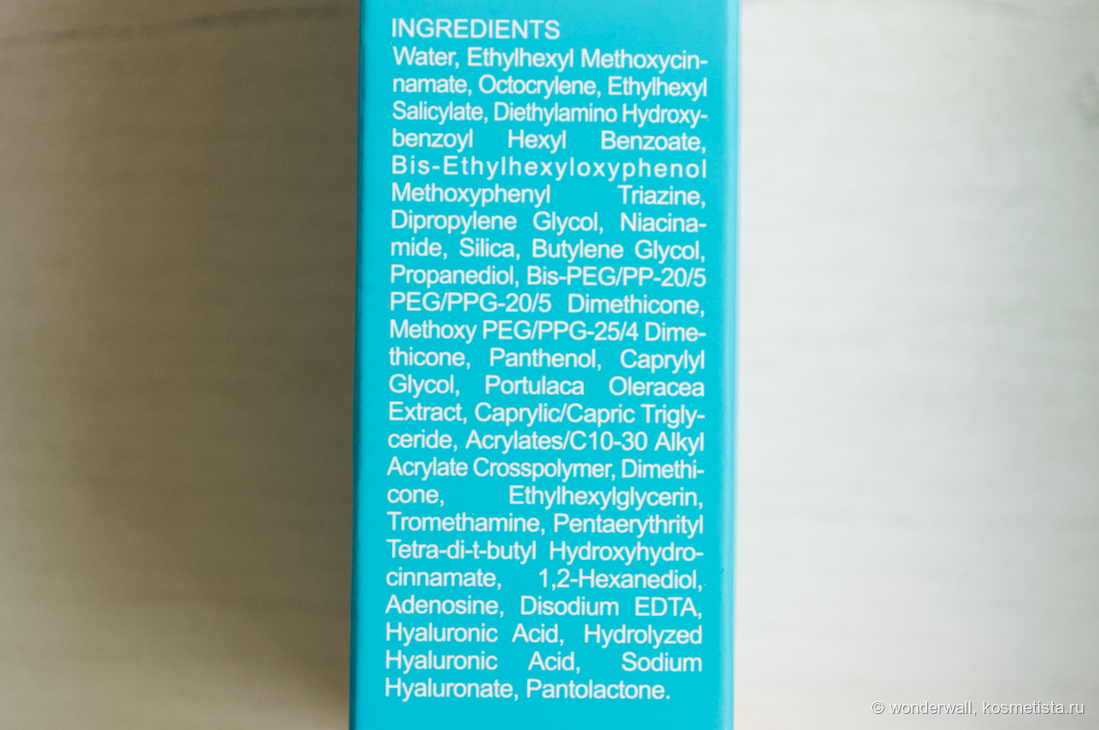 INGREDIENTS
Water, Ethylhexyl Methoxycin-
namate, Octocrylene, Ethylhexyl
Salicylate, Diethylamino Hydroxy-
benzoyl Hexyl Benzoate,
Bis-Ethylhexyloxyphenol
Methoxyphenyl Triazine,
Dipropylene Glycol, Niacina-
mide, Silica, Butylene Glycol,
Propanediol, Bis-PEG/PP-20/5
PEG/PPG-20/5 Dimethicone,
Methoxy PEG/PPG-25/4 Dime-
thicone, Panthenol, Caprylyl
Glycol, Portulaca Oleracea
Extract, Caprylic/Capric Trigly-
ceride, Acrylates/C10-30 Alkyl
Acrylate Crosspolymer, Dimethi-
cone, Ethylhexylglycerin,
Tromethamine, Pentaerythrityl
Tetra-di-t-butyl Hydroxyhydro-
cinnamate, 1,2-Hexanediol,
Adenosine, Disodium EDTA,
Hyaluronic Acid, Hydrolyzed
Hyaluronic Acid, Sodium
Hyaluronate, Pantolactone.
© wonderwall, kosmetista.ru